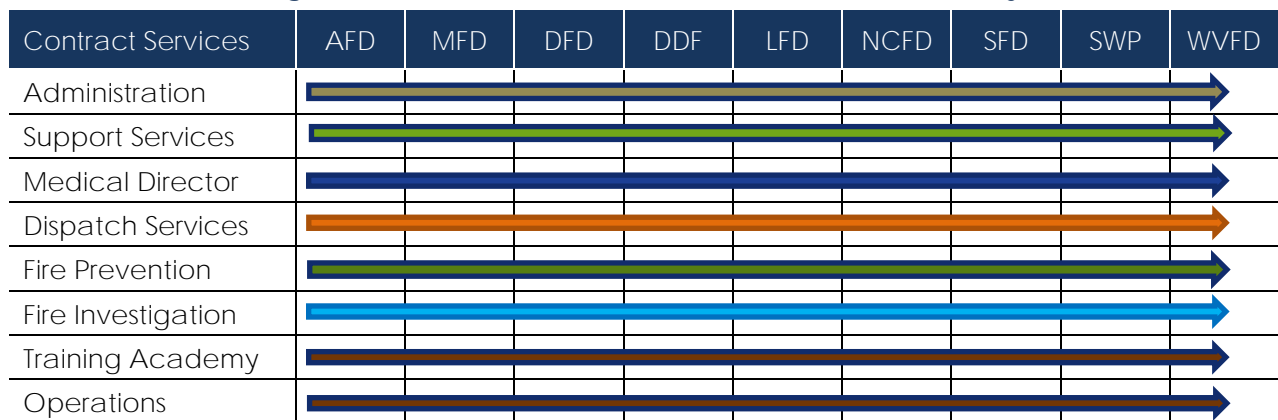 Contract Services AFD MFD DFD DDF LFD NCFD SFD SWP WVFD
Administration
Support Services
Medical Director
Dispatch Services
Fire Prevention
Fire Investigation
Training Academy
Operations